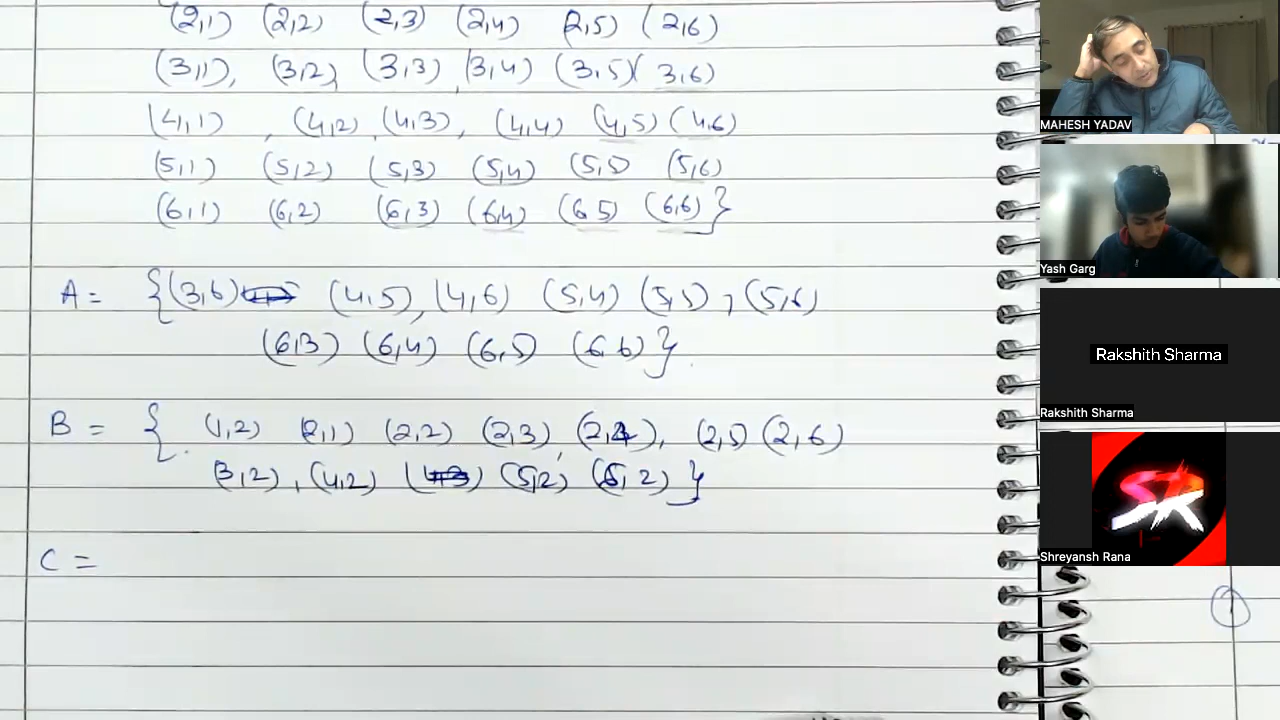 (2,1) (2,2) (2,3) (2,4) 2,5) (2,6)
(3,1), (3,2), (3,3) (3,4) (3,5)( 3,6)
(4,1) , (4,2) (4,3), (4,4) (4,5) (4,6)
(5,1) (5,2) (5,3) (5,4) (5,5) (5,6)
(6,1) (6,2) (6,3) (6,4) (6 5) (6,6)}
A = {(3,6) (4,5), (4,6) (5,4) (5,5) , (5,6)
(6,3) (6,4) (6,5) (6,6)}.
B = { (1,2) (2,1) (2,2) (2,3), (2,4), (2,5) (2,6)
(3,2), (4,2) (5,2) (6,2)}
C =
MAHESH YADAV
Yash Garg
Rakshith Sharma
Rakshith Sharma
SR
Shreyansh Rana
1